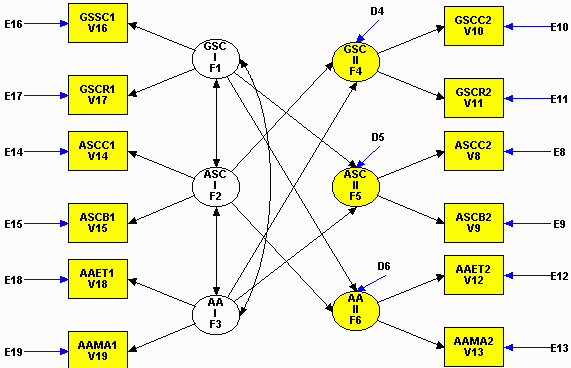 D4
E16 GSSC1 GSCC2 E10
V16 V10
GSC
I
F1
GSC
II
F4
E17 GSCR1 GSCR2 E11
V17 V11
D5
E14 ASCC1 ASCC2 E8
V14 V8
ASC
I
F2
ASC
II
F5
E15 ASCB1 ASCB2 E9
V15 V9
D6
E18 AAET1 AAET2 E12
V18 V12
AA
I
F3
AA
II
F6
E19 AAMA1 AAMA2 E13
V19 V13